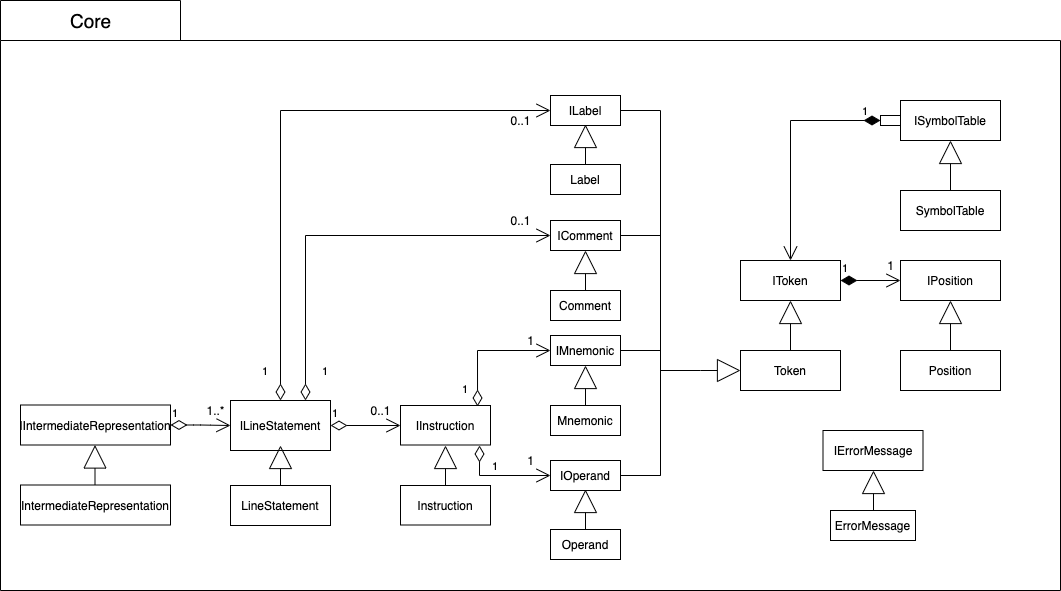 Core
ILabel
0..1
Label
1
ISymbolTable
SymbolTable
0..1
IComment
Comment
IToken
1
1
IPosition
Token
Position
1
IMnemonic
Mnemonic
1
1
1
IIntermediateRepresentation
1
1..*
ILineStatement
1
0..1
IInstruction
1
1
1
IOperand
Operand
IntermediateRepresentation
LineStatement
Instruction
IErrorMessage
ErrorMessage